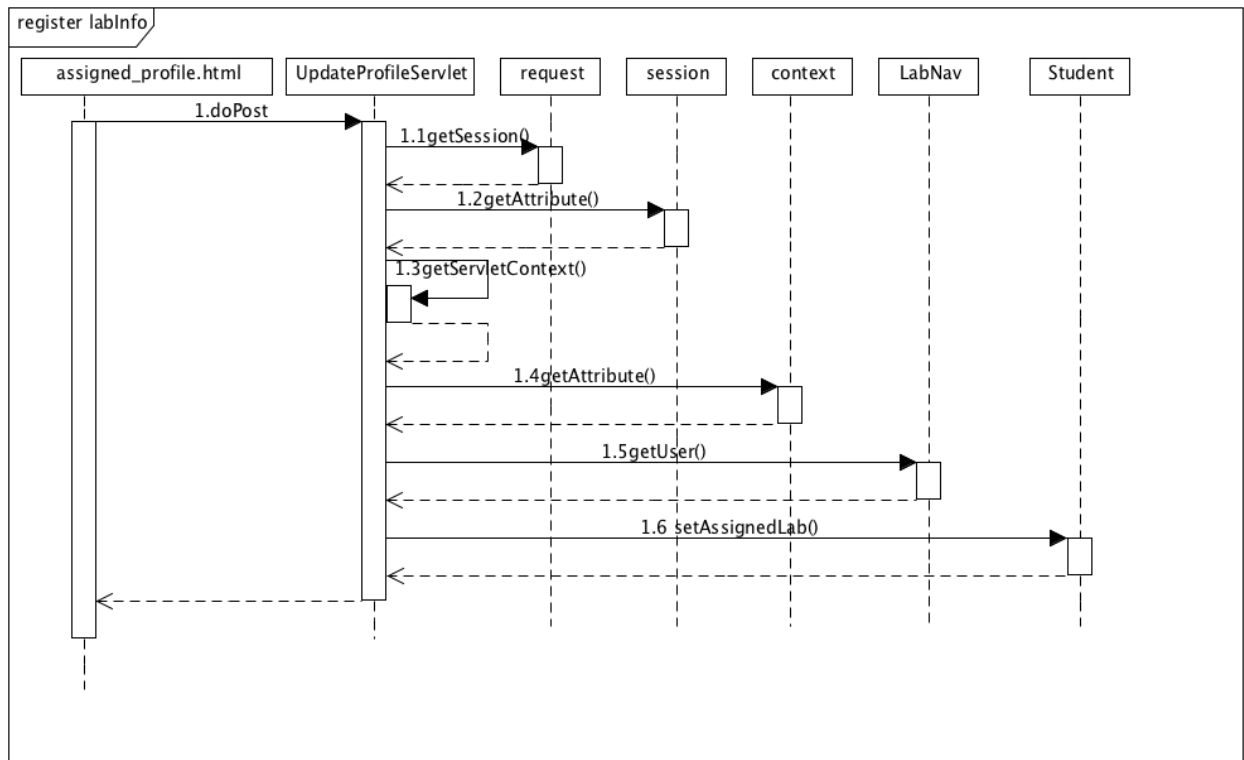 register labInfo
assigned_profile.html
UpdateProfileServlet
request
session
context
LabNav
Student
1.doPost
1.1getSession()
1.2getAttribute()
1.3getServletContext()
1.4getAttribute()
1.5getUser()
1.6 setAssignedLab()